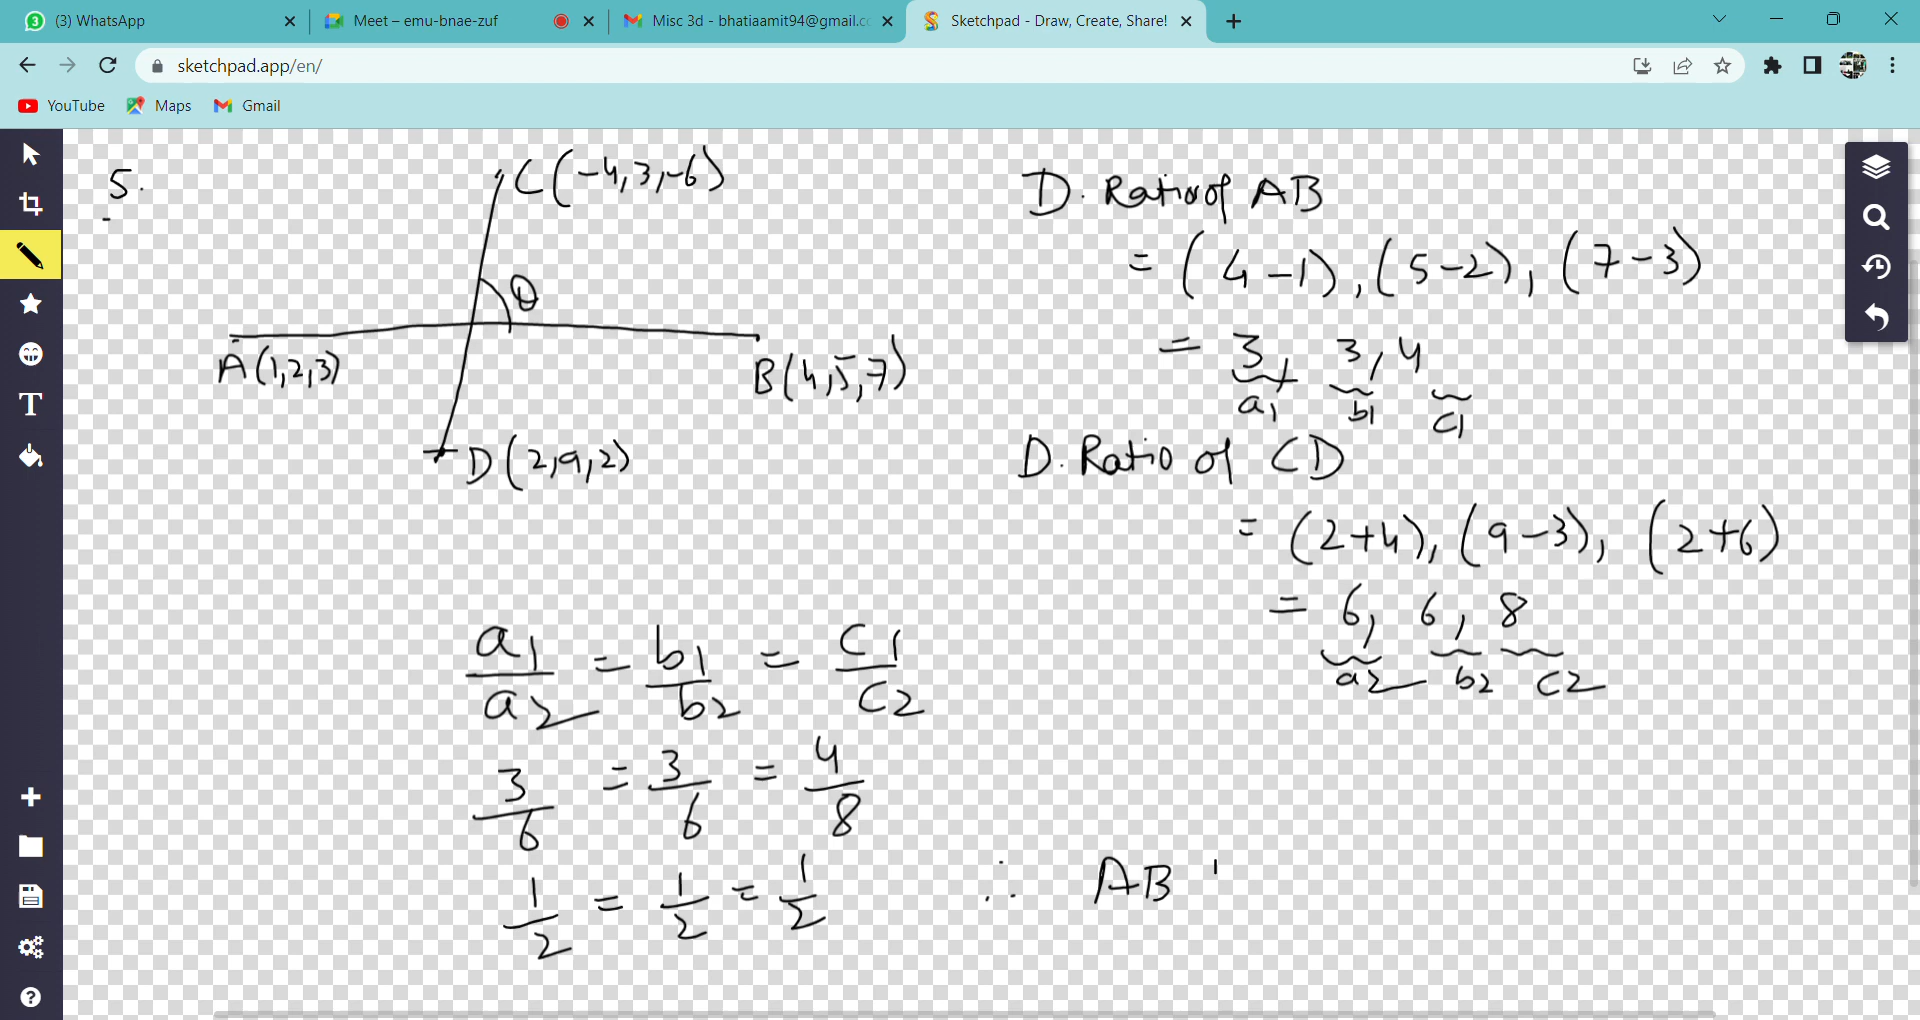 (3) WhatsApp
Meet – emu-bnae-zuf
Misc 3d - bhatiaamit94@gmail.co
Sketchpad - Draw, Create, Share!
sketchpad.app/en/
YouTube
Maps
Gmail
5.
C(-4,3,-6)
θ
A(1,2,3)
B(4,5,7)
D(2,9,2)
D. Ratio of AB
= (4-1), (5-2), (7-3)
= 3, 3, 4
a1 b1 c1
D. Ratio of CD
= (2+4), (9-3), (2+6)
= 6, 6, 8
a2 b2 c2
a1/a2 = b1/b2 = c1/c2
3/6 = 3/6 = 4/8
1/2 = 1/2 = 1/2
∴ AB '
T